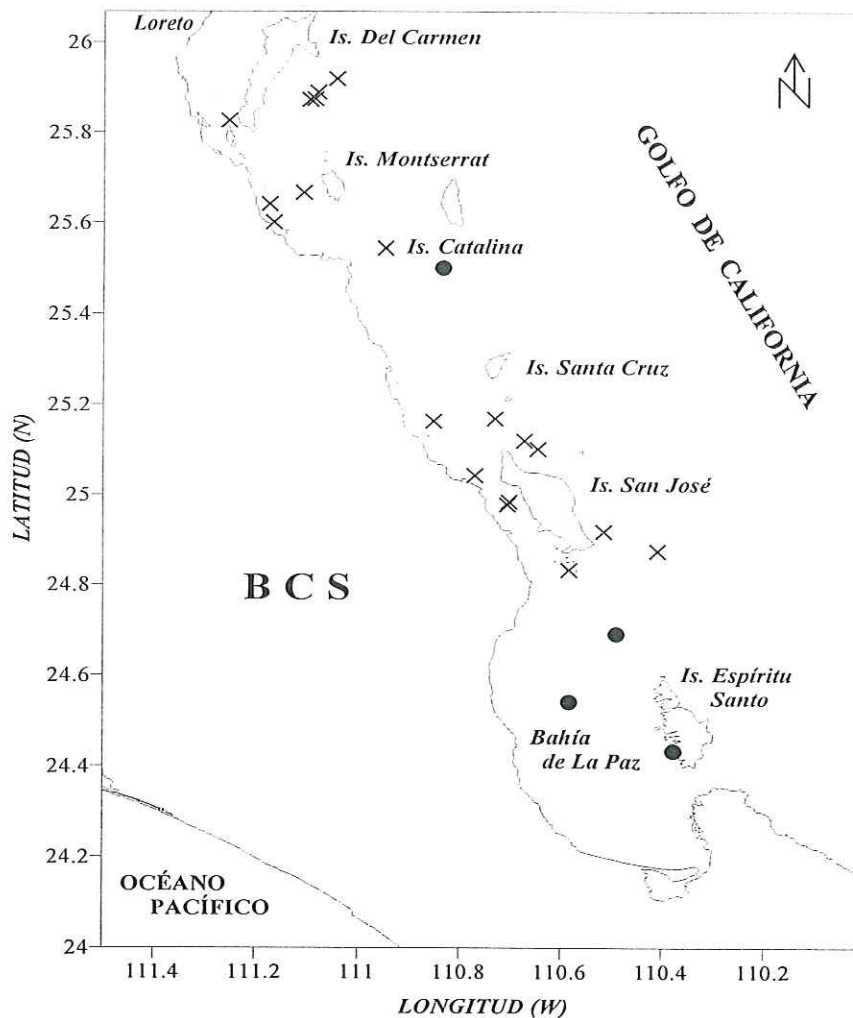 Loreto
Is. Del Carmen
26
25.8
Is. Montserrat
25.6
Is. Catalina
25.4
GOLFO DE CALIFORNIA
Is. Santa Cruz
25.2
Is. San José
25
LATITUD (N)
24.8
B C S
24.6
Is. Espíritu
Santo
Bahía
de La Paz
24.4
24.2
OCÉANO
PACÍFICO
24
111.4 111.2 111 110.8 110.6 110.4 110.2
LONGITUD (W)
N